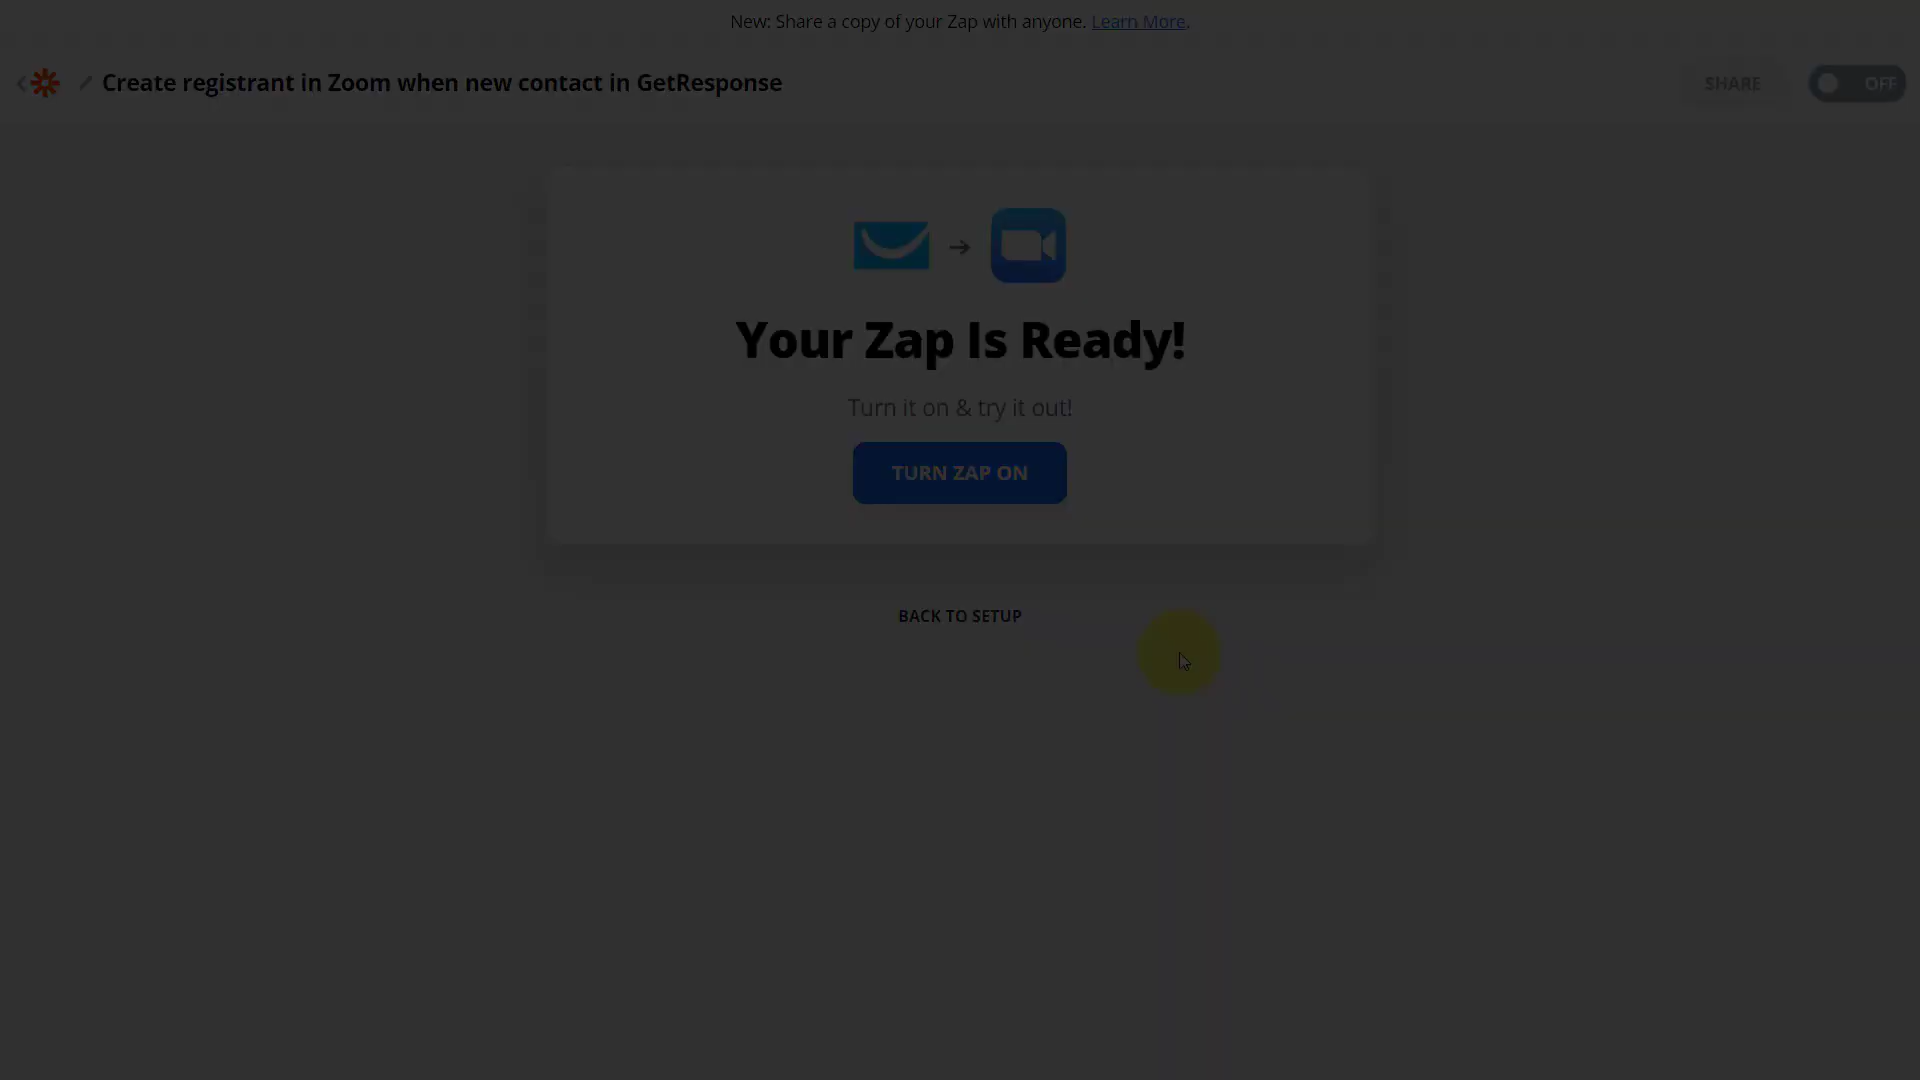 New: Share a copy of your Zap with anyone. Learn More.
Create registrant in Zoom when new contact in GetResponse
SHARE
OFF
Your Zap Is Ready!
Turn it on & try it out!
TURN ZAP ON
BACK TO SETUP